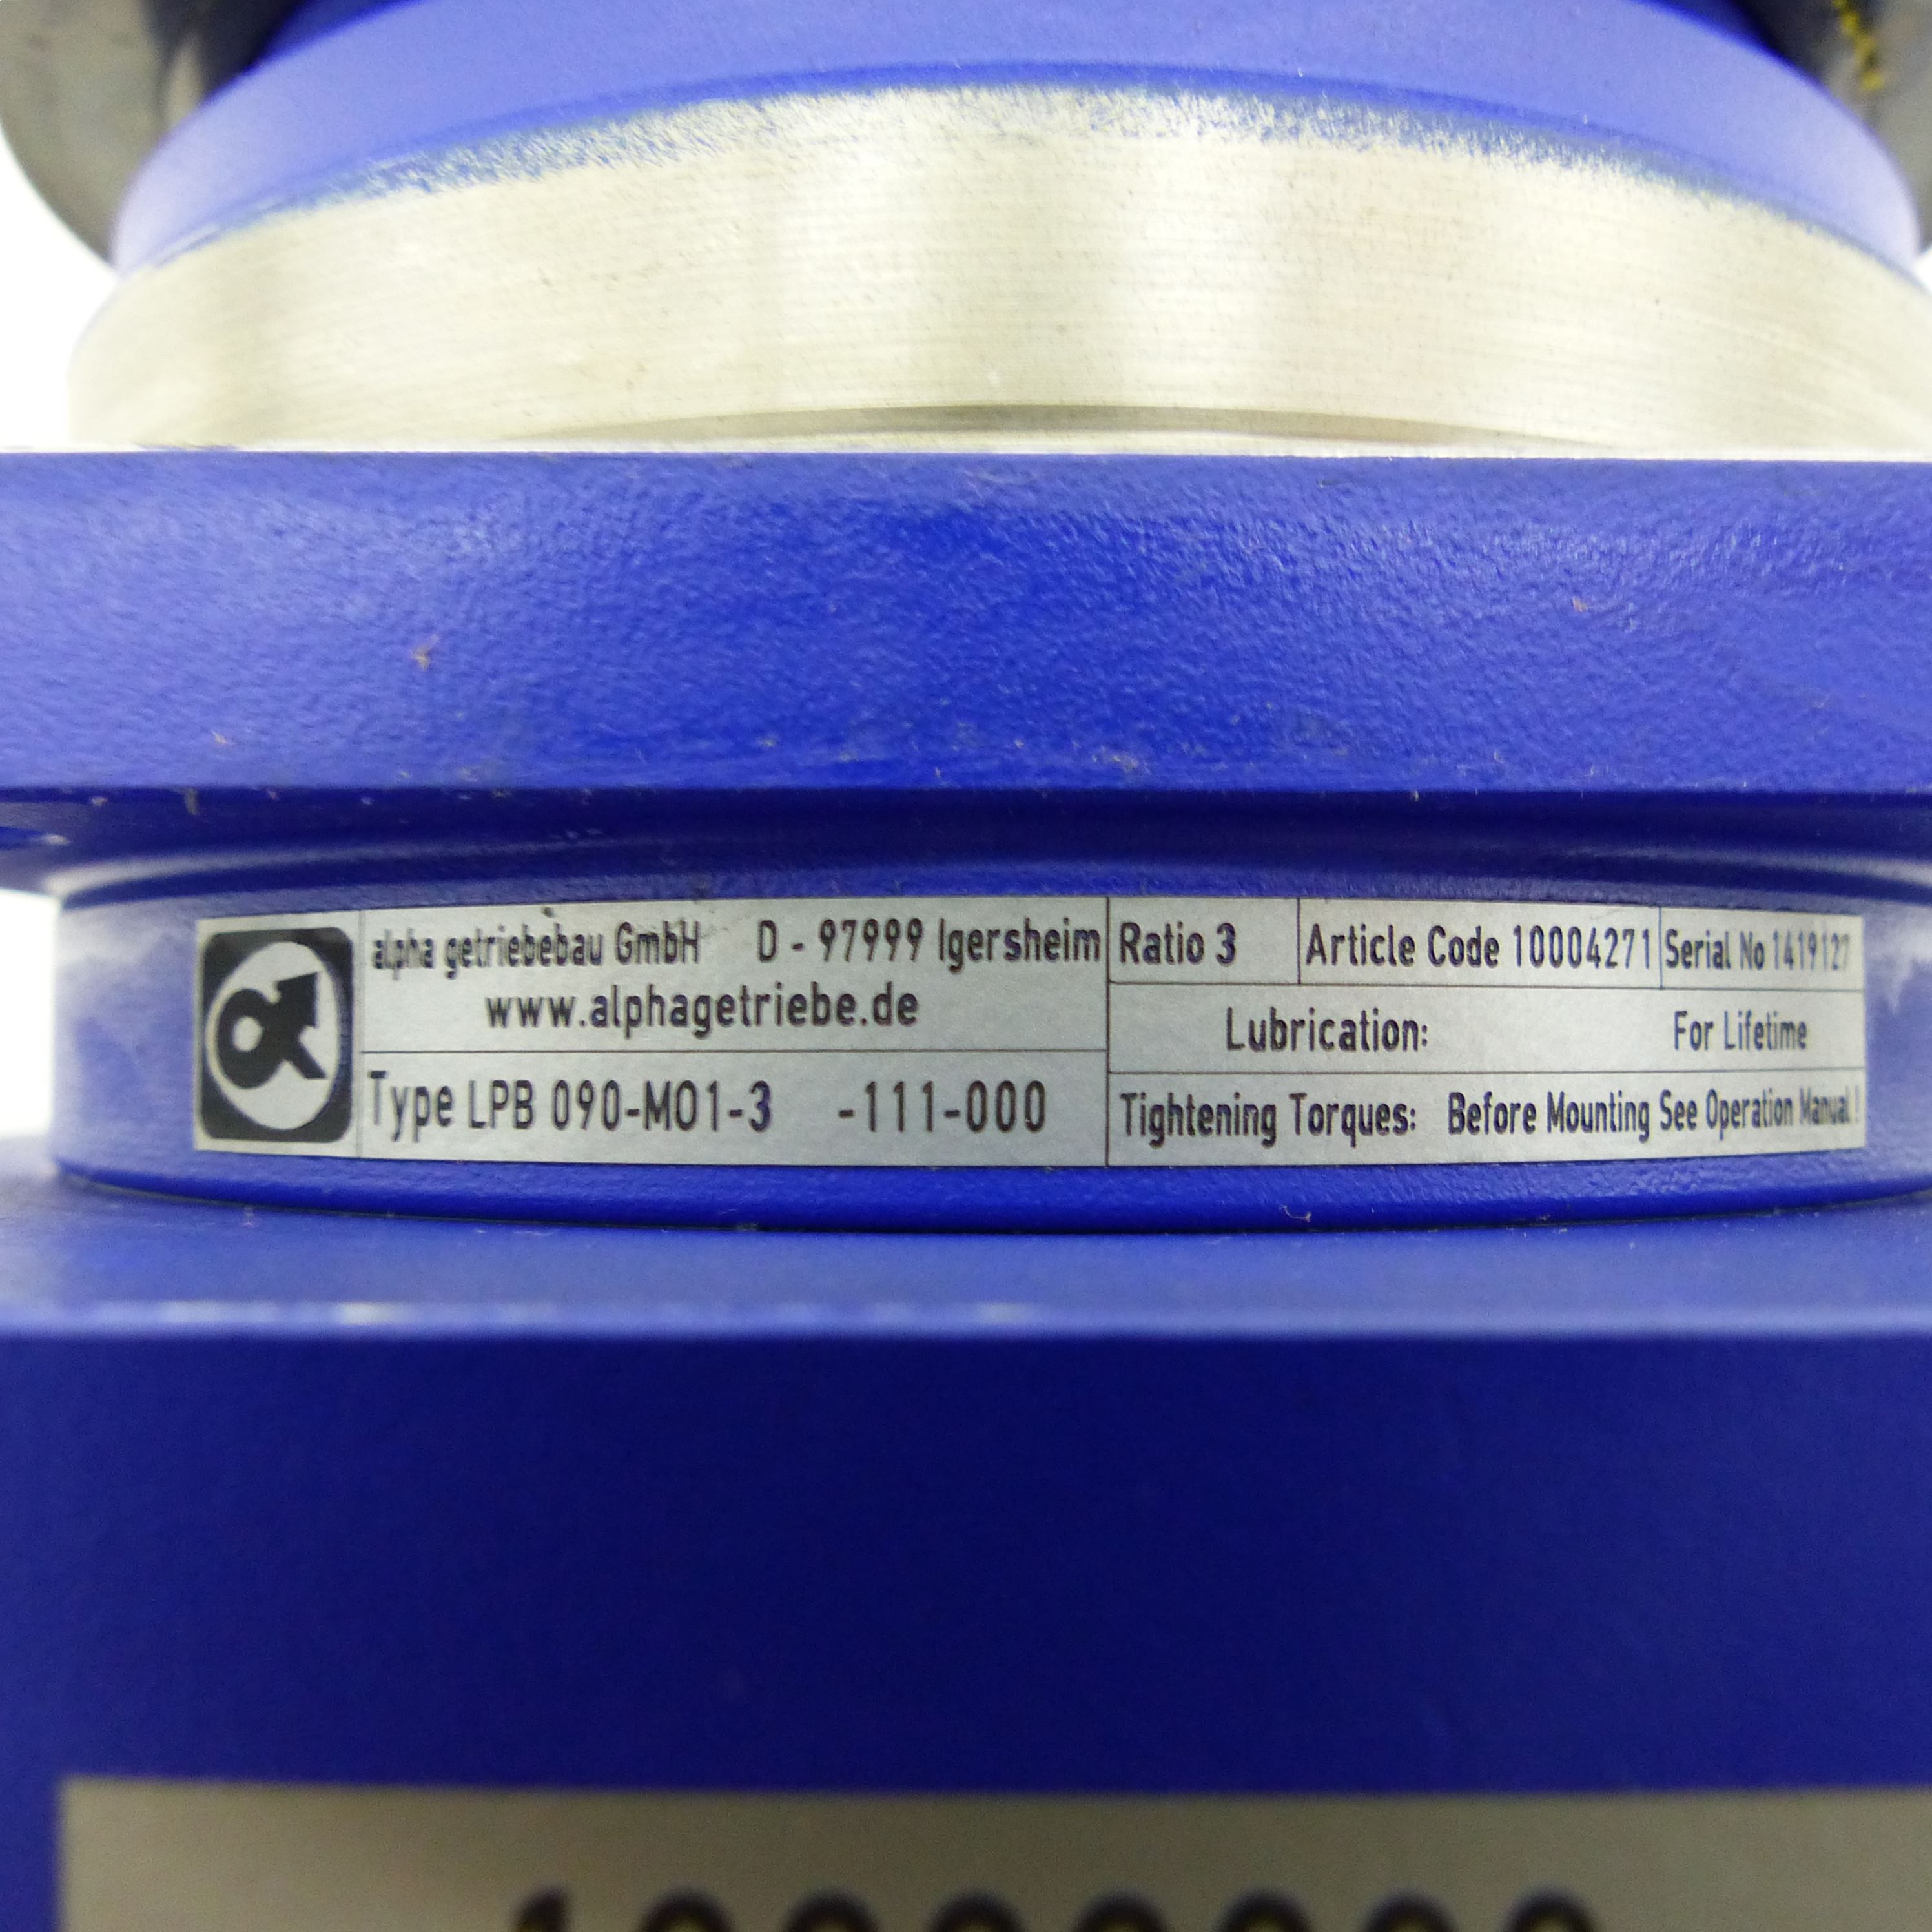 alpha getriebebau GmbH D - 97999 Igersheim
www.alphagetriebe.de
Type LPB 090-MO1-3 -111-000
Ratio 3 Article Code 10004271 Serial No 1419127
Lubrication: For Lifetime
Tightening Torques: Before Mounting See Operation Manual !